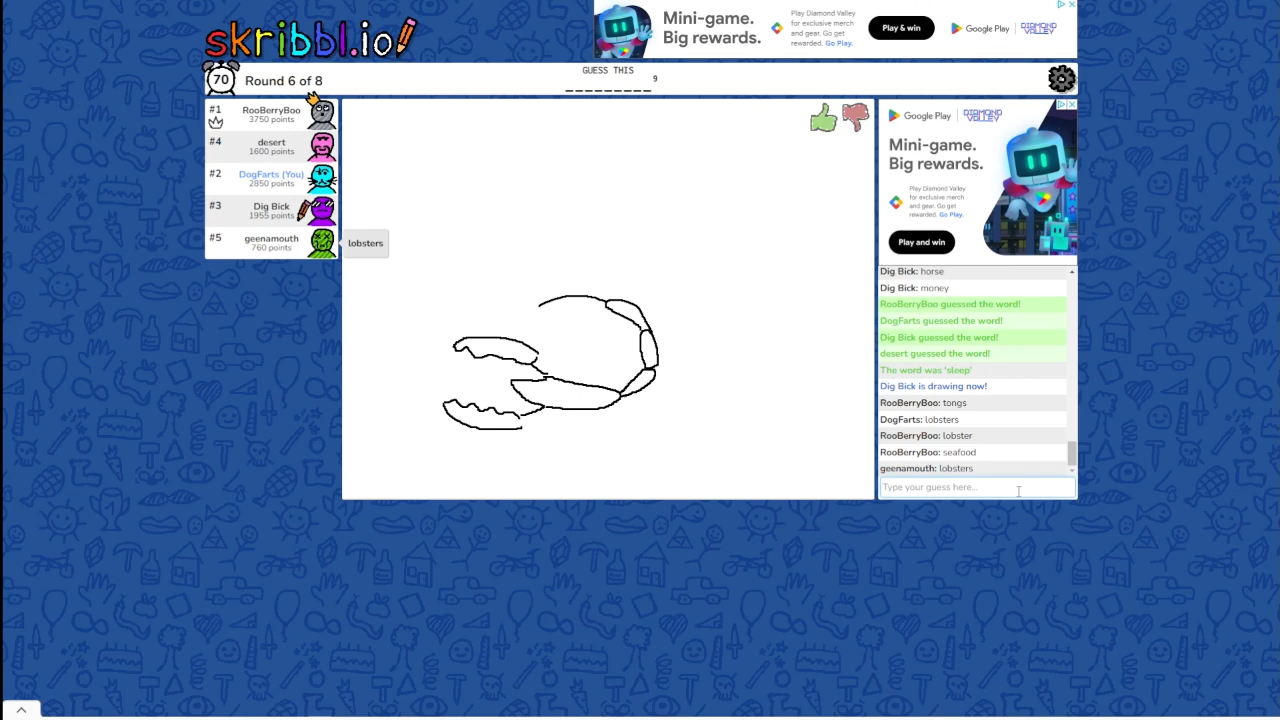 skribbl.io
Mini-game.
Big rewards.
Play Diamond Valley
for exclusive merch
and gear. Go get
rewarded. Go Play.
Play & win
Google Play
DIAMOND
VALLEY
70
Round 6 of 8
GUESS THIS
_________ 9
#1
RooBerryBoo
3750 points
#4
desert
1600 points
#2
DogFarts (You)
2850 points
#3
Dig Bick
1955 points
#5
geenamouth
760 points
lobsters
Google Play
DIAMOND
VALLEY
Mini-game.
Big rewards.
Play Diamond Valley
for exclusive merch
and gear. Go get
rewarded. Go Play.
Play and win
Dig Bick: horse
Dig Bick: money
RooBerryBoo guessed the word!
DogFarts guessed the word!
Dig Bick guessed the word!
desert guessed the word!
The word was 'sleep'
Dig Bick is drawing now!
RooBerryBoo: tongs
DogFarts: lobsters
RooBerryBoo: lobster
RooBerryBoo: seafood
geenamouth: lobsters
Type your guess here...